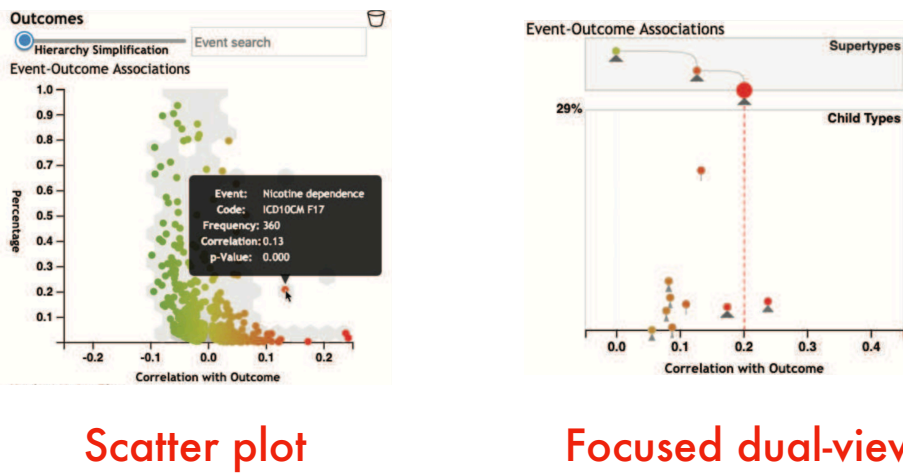 Outcomes
Hierarchy Simplification
Event search
Event-Outcome Associations
1.0
0.9
0.8
0.7
0.6
0.5
0.4
0.3
0.2
0.1
Percentage
Event: Nicotine dependence
Code: ICD10CM F17
Frequency: 360
Correlation: 0.13
p-Value: 0.000
-0.2 -0.1 0.0 0.1 0.2
Correlation with Outcome
Scatter plot
Event-Outcome Associations
Supertypes
29%
Child Types
0.0 0.1 0.2 0.3 0.4
Correlation with Outcome
Focused dual-view